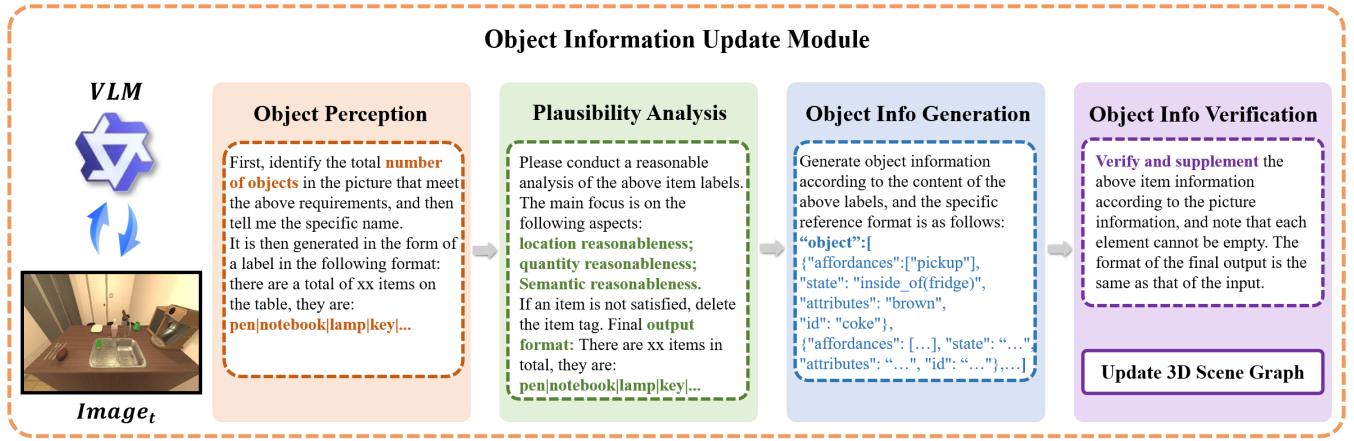 Object Information Update Module
VLM
Image_t
Object Perception
First, identify the total number
of objects in the picture that meet
the above requirements, and then
tell me the specific name.
It is then generated in the form of
a label in the following format:
there are a total of xx items on
the table, they are:
pen|notebook|lamp|key|...
Plausibility Analysis
Please conduct a reasonable
analysis of the above item labels.
The main focus is on the
following aspects:
location reasonableness;
quantity reasonableness;
Semantic reasonableness.
If an item is not satisfied, delete
the item tag. Final output
format: There are xx items in
total, they are:
pen|notebook|lamp|key|...
Object Info Generation
Generate object information
according to the content of the
above labels, and the specific
reference format is as follows:
“object”:[
{"affordances":["pickup"],
"state": "inside_of(fridge)",
"attributes": "brown",
"id": "coke"},
{"affordances": […], "state": “…",
"attributes": “…”, "id": “…”},…]
Object Info Verification
Verify and supplement the
above item information
according to the picture
information, and note that each
element cannot be empty. The
format of the final output is the
same as that of the input.
Update 3D Scene Graph